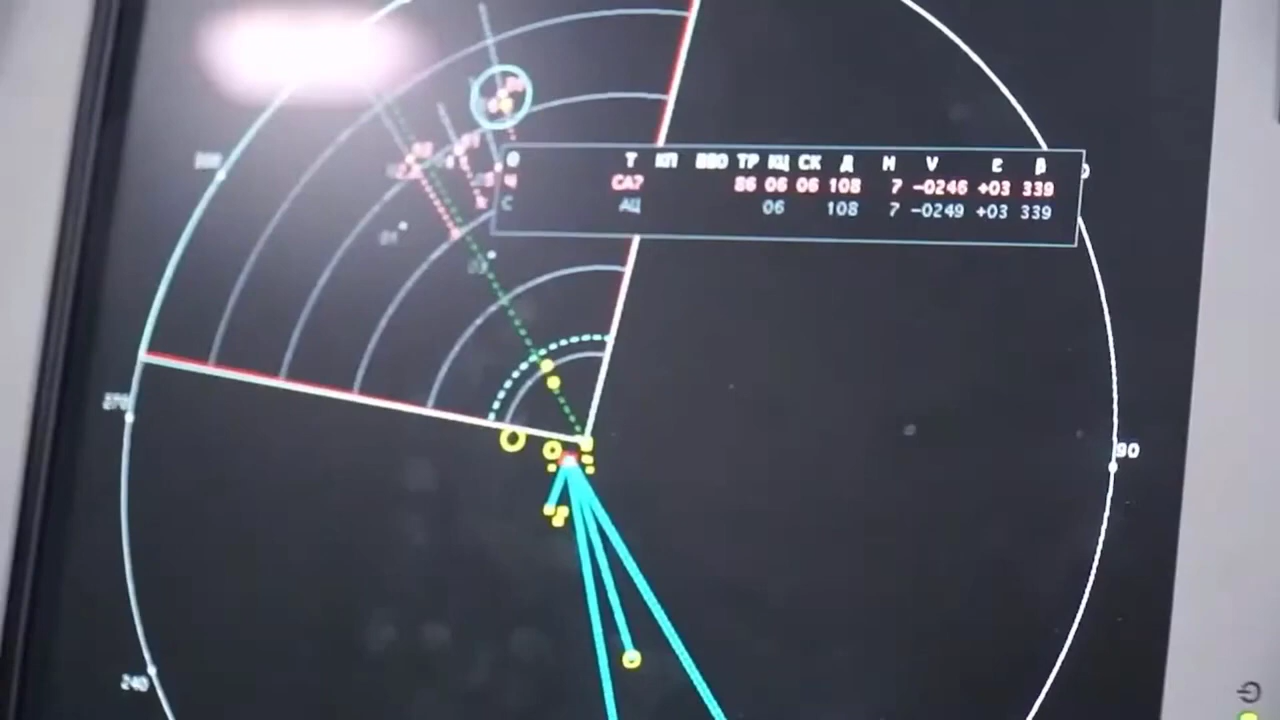 Θ Т КП ВВО ТР КЦ СК Д Н V Ε β
Ч СА? 86 06 06 108 7 -0246 +03 339
С АЦ 06 108 7 -0249 +03 339
270
90
240